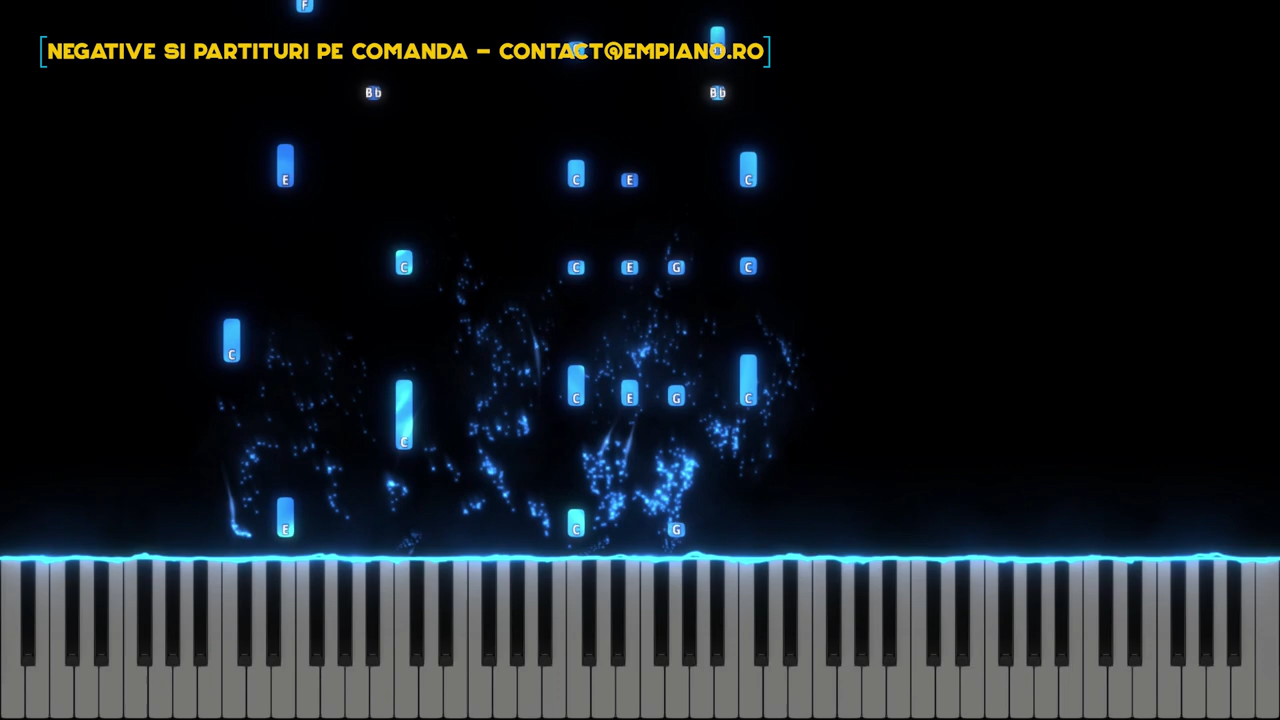 F
[NEGATIVE SI PARTITURI PE COMANDA – CONTACT@EMPIANO.RO]
Bb Bb
E C E C
C C E G C
C
C E G C
C
E C G